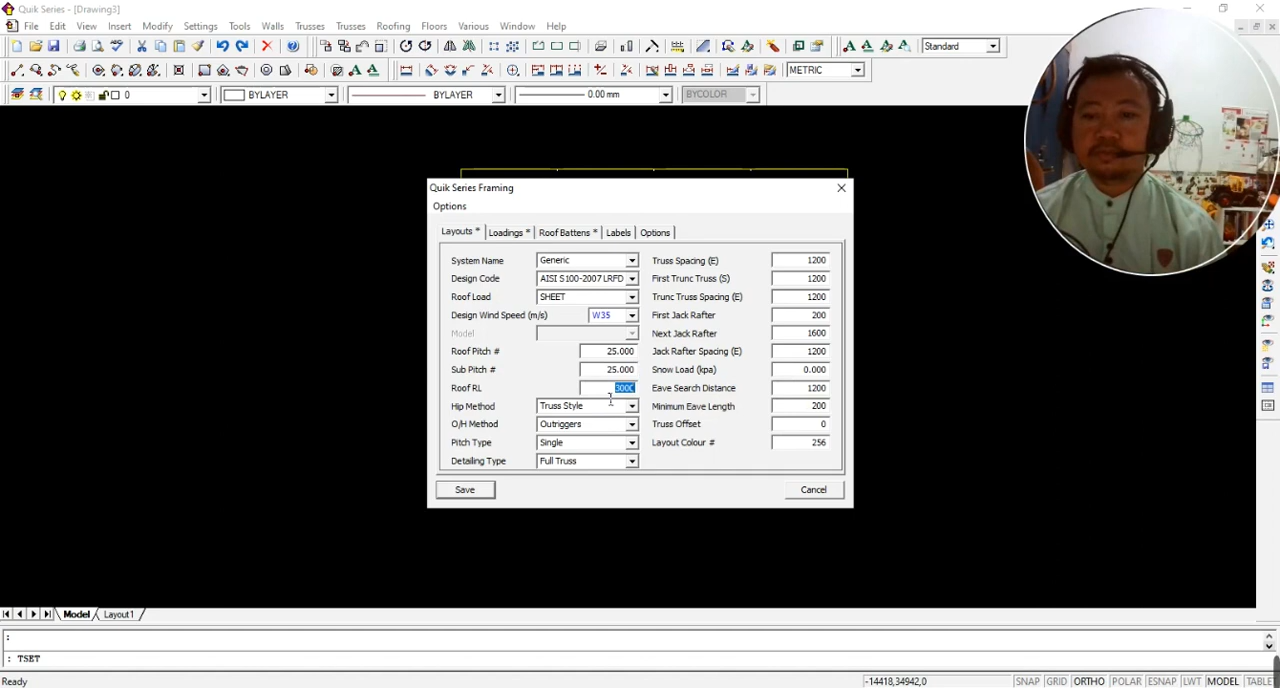 Quik Series - [Drawing3]
File Edit View Insert Modify Settings Tools Walls Trusses Trusses Roofing Floors Various Window Help
Standard
METRIC
0 BYLAYER BYLAYER 0.00 mm BYCOLOR
Quik Series Framing
Options
Layouts * Loadings * Roof Battens * Labels Options
System Name Generic Truss Spacing (E) 1200
Design Code AISI S100-2007 LRFD First Trunc Truss (S) 1200
Roof Load SHEET Trunc Truss Spacing (E) 1200
Design Wind Speed (m/s) W35 First Jack Rafter 200
Model Next Jack Rafter 1600
Roof Pitch # 25.000 Jack Rafter Spacing (E) 1200
Sub Pitch # 25.000 Snow Load (kpa) 0.000
Roof RL 3000 Eave Search Distance 1200
Hip Method Truss Style Minimum Eave Length 200
O/H Method Outriggers Truss Offset 0
Pitch Type Single Layout Colour # 256
Detailing Type Full Truss
Save Cancel
Model Layout1
:
: TSET
Ready -14418,34942,0 SNAP GRID ORTHO POLAR ESNAP LWT MODEL TABLET